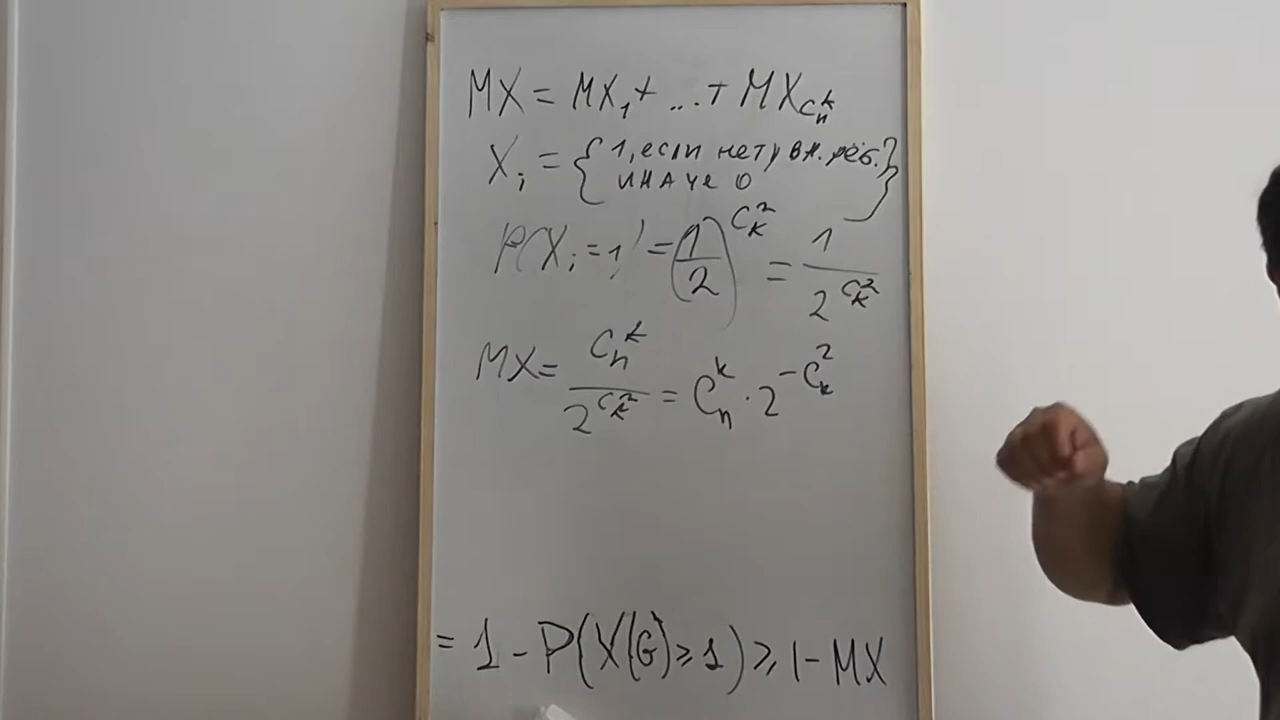 MX = MX₁ + ... + MX_{C_n^k}
X_i = { 1, если нету вн. рёб.? }
иначе 0
P(X_i = 1) = (1/2)^{C_k^2} = 1/2^{C_k^2}
MX = C_n^k / 2^{C_k^2} = C_n^k · 2^{-C_k^2}
= 1 - P(X(G) ≥ 1) ≥ 1 - MX